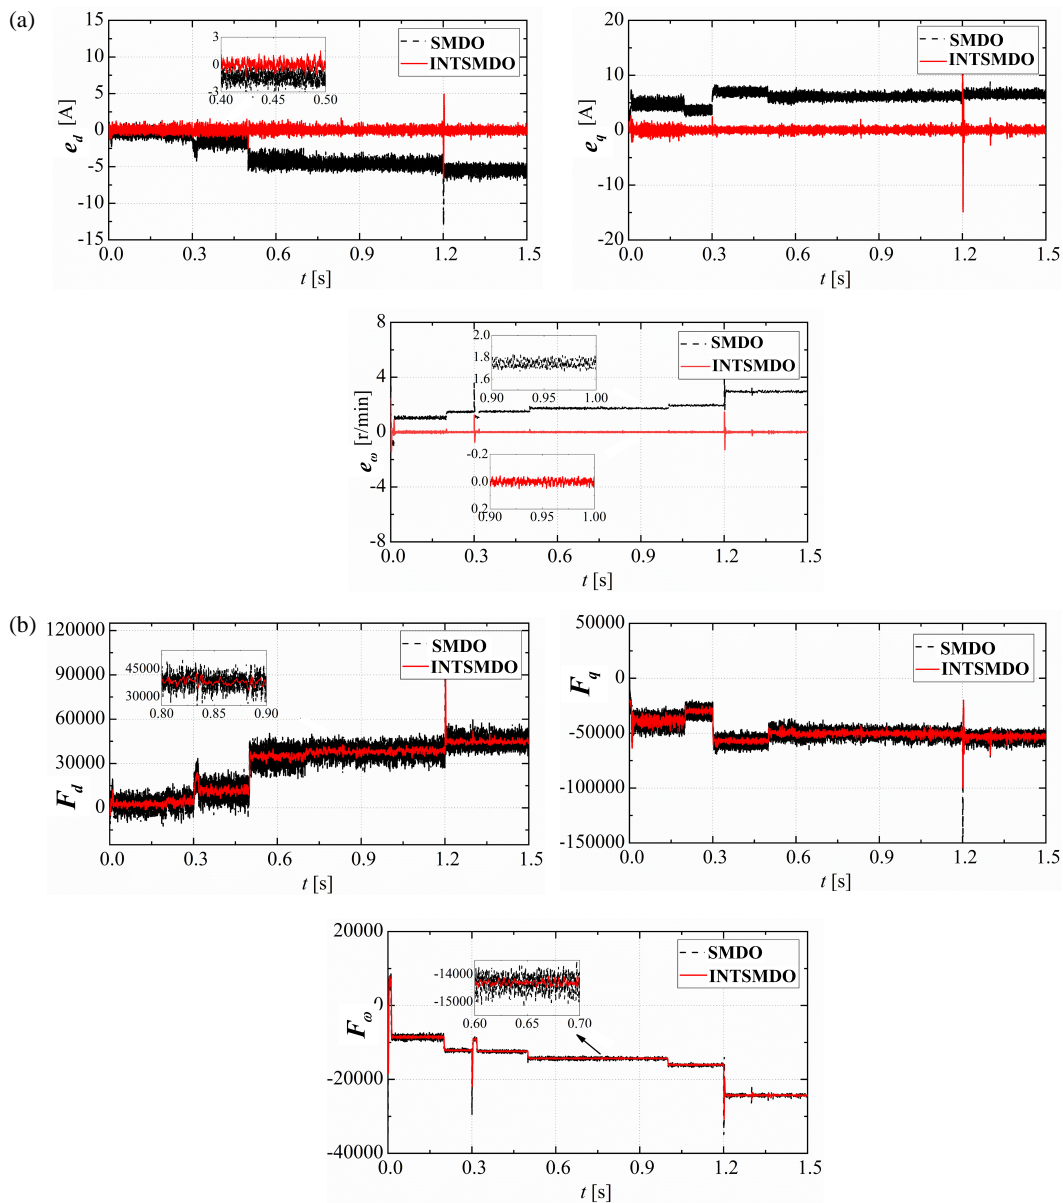 (a)
15
10
5
0
-5
-10
-15
e_d [A]
SMDO
INTSMDO
3
0
-3
0.40 0.45 0.50
0.0 0.3 0.6 0.9 1.2 1.5
t [s]
20
10
0
10
20
e_q [A]
SMDO
INTSMDO
0.0 0.3 0.6 0.9 1.2 1.5
t [s]
8
4
0
-4
-8
e_ω [r/min]
SMDO
INTSMDO
2.0
1.8
1.6
0.90 0.95 1.00
-0.2
0.0
0.2
0.90 0.95 1.00
0.0 0.3 0.6 0.9 1.2 1.5
t [s]
(b)
120000
90000
60000
30000
0
F_d
SMDO
INTSMDO
45000
30000
0.80 0.85 0.90
0.0 0.3 0.6 0.9 1.2 1.5
t [s]
50000
0
-50000
-100000
-150000
F_q
SMDO
INTSMDO
0.0 0.3 0.6 0.9 1.2 1.5
t [s]
20000
0
-20000
-40000
F_ω
SMDO
INTSMDO
-14000
-15000
0.60 0.65 0.70
0.0 0.3 0.6 0.9 1.2 1.5
t [s]